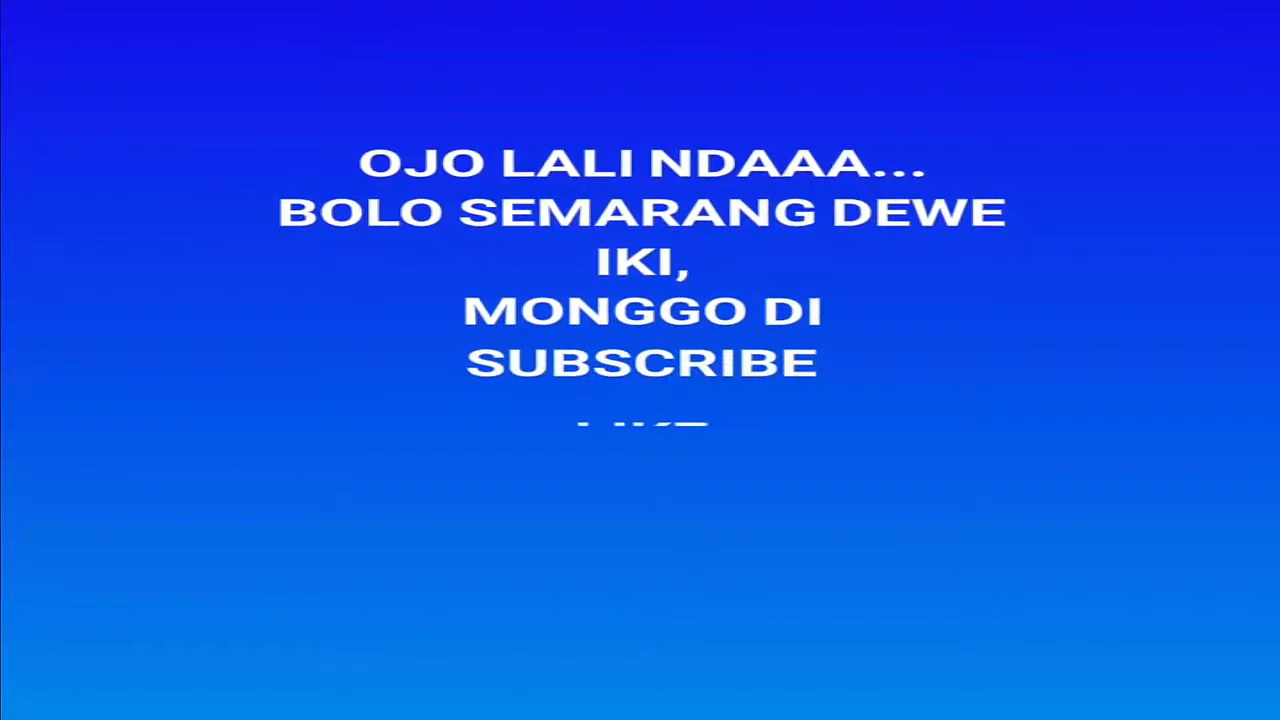 OJO LALI NDAAA...
BOLO SEMARANG DEWE
IKI,
MONGGO DI
SUBSCRIBE